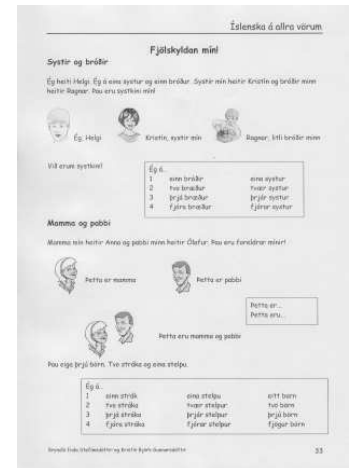 Íslenska á allra vörum
Fjölskyldan mín!
Systir og bróðir
Ég heiti Helgi. Ég á eina systur og einn bróður. Systir mín heitir Kristín og bróðir minn
heitir Ragnar. Þau eru systkini mín!
Ég, Helgi
Kristín, systir mín
Ragnar, litli bróðir minn
Við erum systkini!
Ég á...
1 einn bróðir eina systur
2 tvo bræður tvær systur
3 þrjá bræður þrjár systur
4 fjóra bræður fjórar systur
Mamma og pabbi
Mamma mín heitir Anna og pabbi minn heitir Ólafur. Þau eru foreldrar mínir!
Þetta er mamma
Þetta er pabbi
Þetta er...
Þetta eru...
Þetta eru mamma og pabbi
Þau eiga þrjú börn. Tvo stráka og eina stelpu.
Ég á...
1 einn strák eina stelpu eitt barn
2 tvo stráka tvær stelpur tvö börn
3 þrjá stráka þrjár stelpur þrjú börn
4 fjóra stráka fjórar stelpur fjögur börn
og Kristín Björk Gunnarsdóttir
33